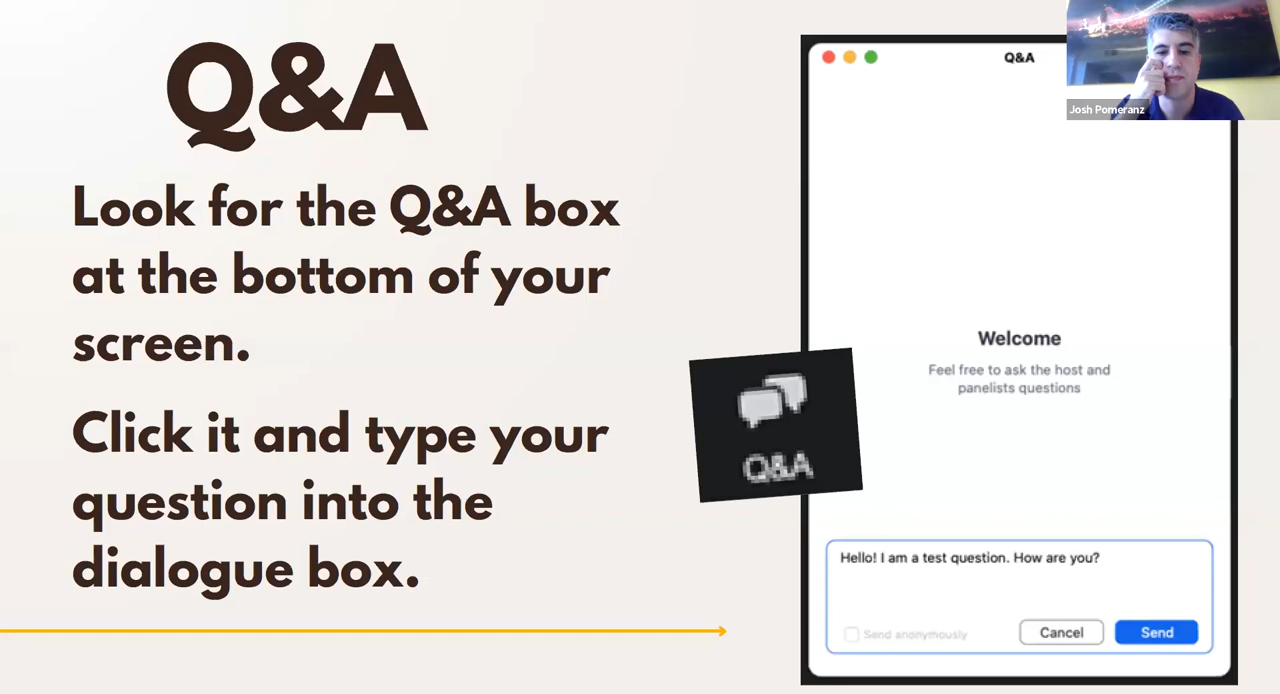 Q&A
Look for the Q&A box
at the bottom of your
screen.
Click it and type your
question into the
dialogue box.
Q&A
Q&A
Josh Pomeranz
Welcome
Feel free to ask the host and
panelists questions
Hello! I am a test question. How are you?
Send anonymously
Cancel
Send